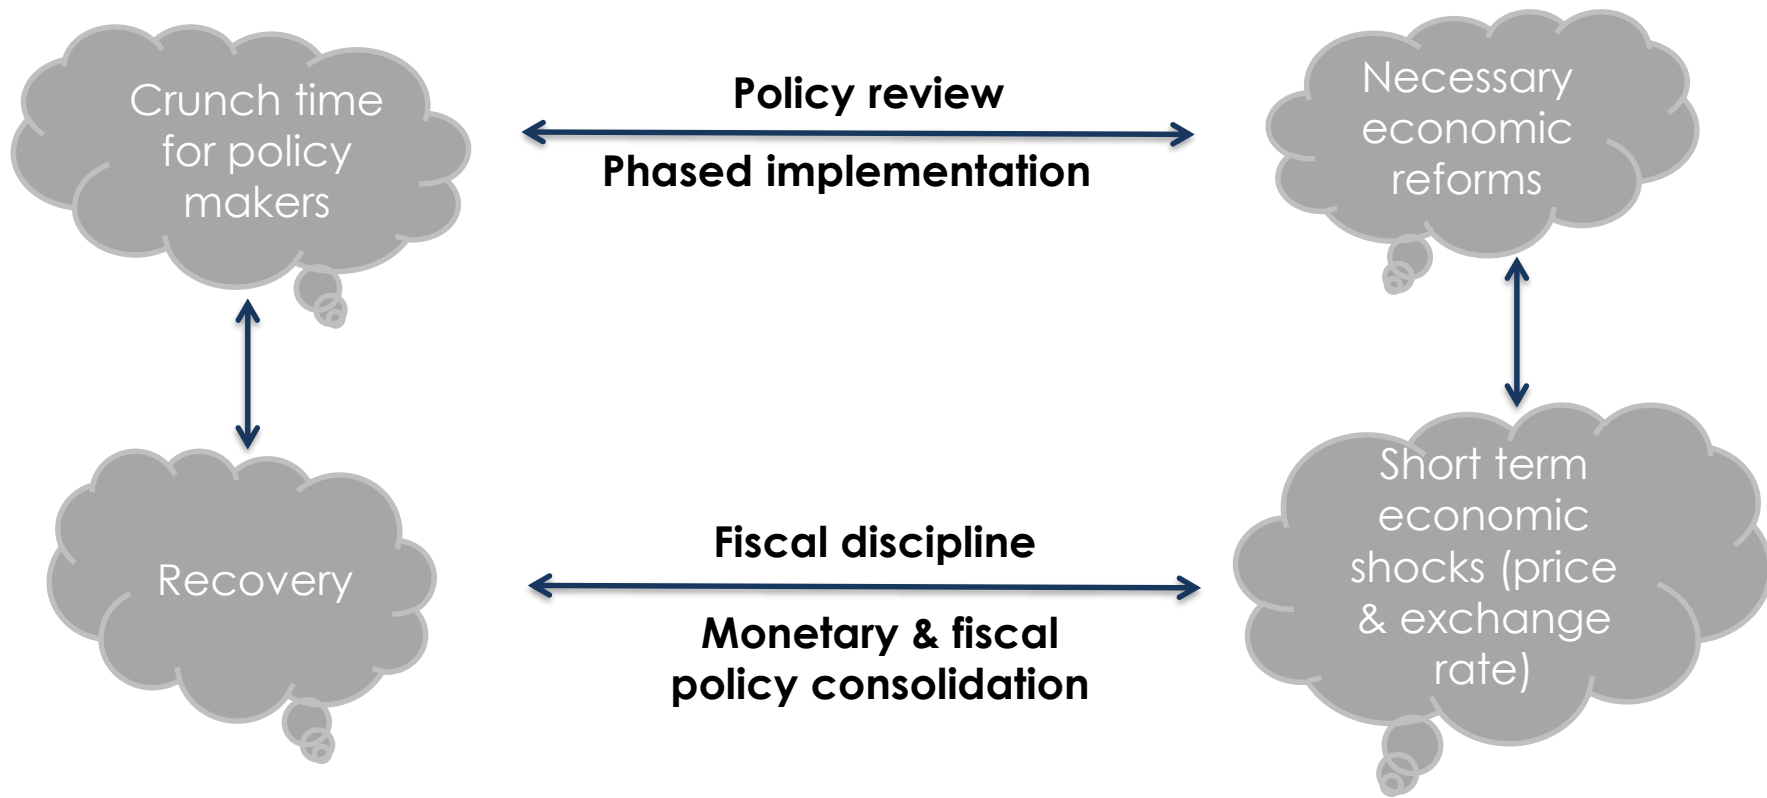 Crunch time
for policy
makers
Policy review
Phased implementation
Necessary
economic
reforms
Recovery
Fiscal discipline
Monetary & fiscal
policy consolidation
Short term
economic
shocks (price
& exchange
rate)